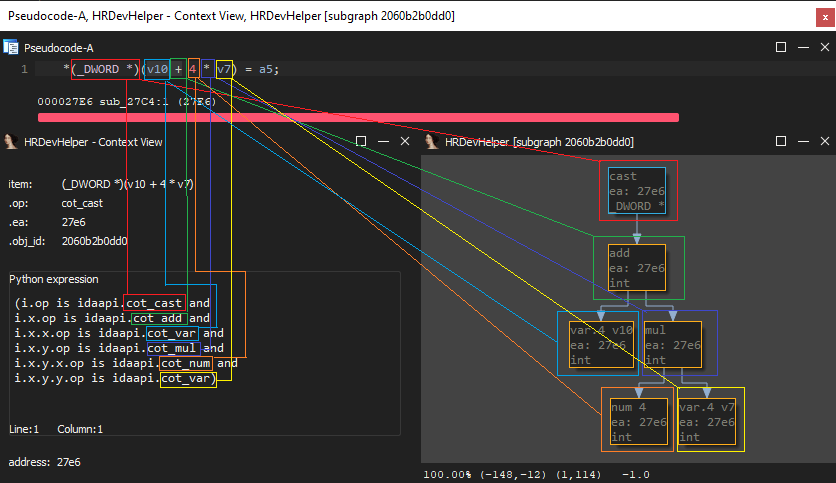 Pseudocode-A, HRDevHelper - Context View, HRDevHelper [subgraph 2060b2b0dd0]
x
Pseudocode-A
1 *(_DWORD *)(v10 + 4 * v7) = a5;
000027E6 sub_27C4:1 (27E6)
HRDevHelper - Context View
item: (_DWORD *)(v10 + 4 * v7)
.op: cot_cast
.ea: 27e6
.obj_id: 2060b2b0dd0
Python expression
(i.op is idaapi.cot_cast and
i.x.op is idaapi.cot_add and
i.x.x.op is idaapi.cot_var and
i.x.y.op is idaapi.cot_mul and
i.x.y.x.op is idaapi.cot_num and
i.x.y.y.op is idaapi.cot_var)
Line:1 Column:1
address: 27e6
HRDevHelper [subgraph 2060b2b0dd0]
cast
ea: 27e6
_DWORD *
add
ea: 27e6
int
var.4 v10
ea: 27e6
int
mul
ea: 27e6
int
num 4
ea: 27e6
int
var.4 v7
ea: 27e6
int
100.00% (-148,-12) (1,114) -1.0